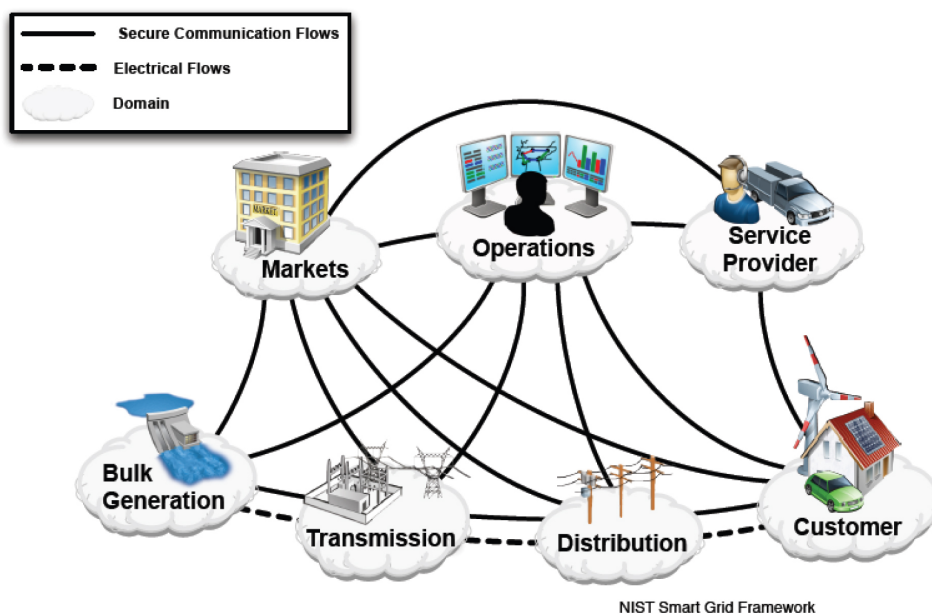 Secure Communication Flows
Electrical Flows
Domain
MARKET
Markets
Operations
Service
Provider
Bulk
Generation
Transmission
Distribution
Customer
NIST Smart Grid Framework